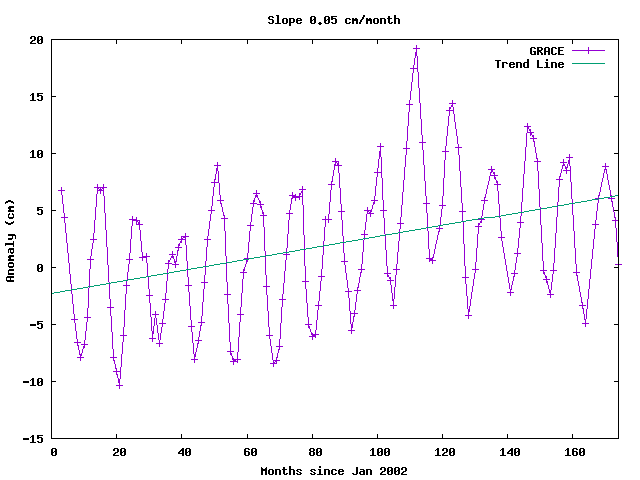 Slope 0.05 cm/month
GRACE
Trend Line
20
15
10
5
0
-5
-10
-15
Anomaly (cm)
0 20 40 60 80 100 120 140 160
Months since Jan 2002